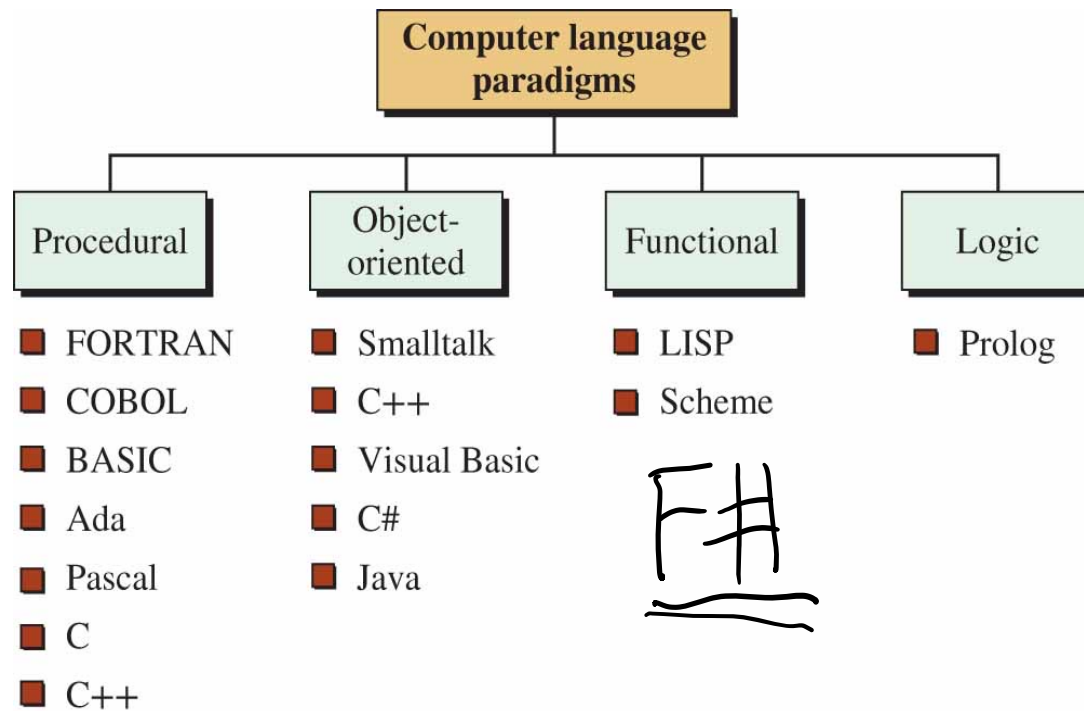 Computer language
paradigms
Procedural
Object-
oriented
Functional
Logic
FORTRAN
COBOL
BASIC
Ada
Pascal
C
C++
Smalltalk
C++
Visual Basic
C#
Java
LISP
Scheme
F#
Prolog